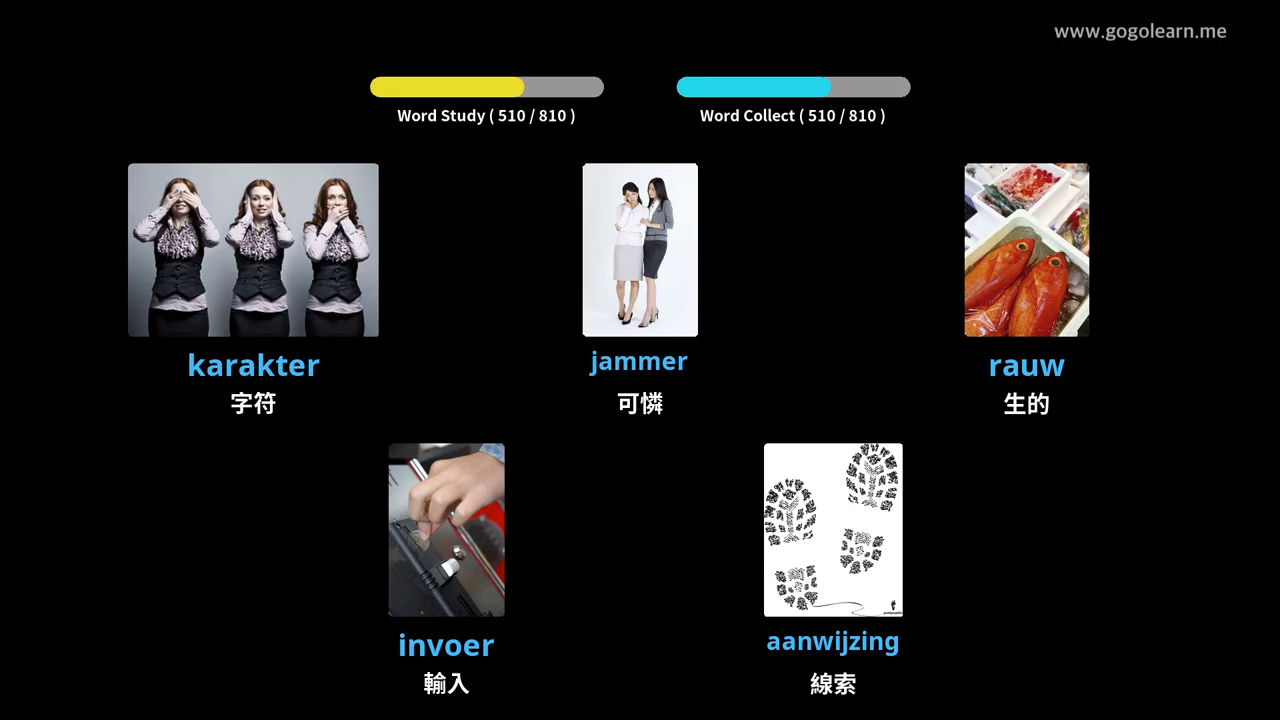 www.gogolearn.me
Word Study ( 510 / 810 )
Word Collect ( 510 / 810 )
karakter
字符
jammer
可憐
rauw
生的
invoer
輸入
aanwijzing
線索